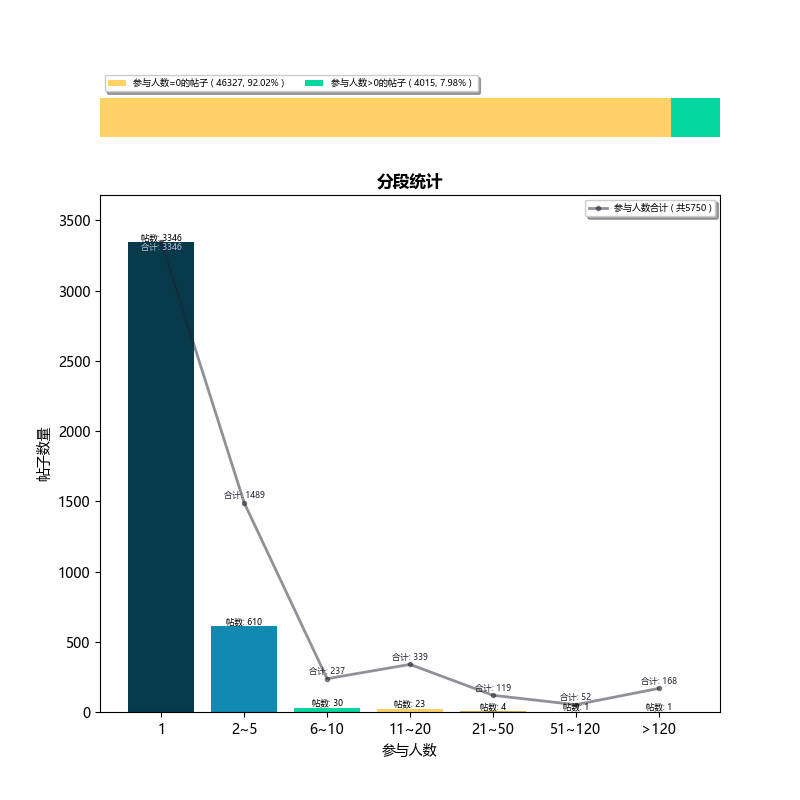 参与人数=0的帖子 ( 46327, 92.02% ) 参与人数>0的帖子 ( 4015, 7.98% )
分段统计
参与人数合计 ( 共5750 )
3500
3000
2500
2000
1500
1000
500
0
帖子数量
帖数: 3346
合计: 3346
合计: 1489
帖数: 610
合计: 237
帖数: 30
合计: 339
帖数: 23
合计: 119
帖数: 4
合计: 52
帖数: 1
合计: 168
帖数: 1
1 2~5 6~10 11~20 21~50 51~120 >120
参与人数